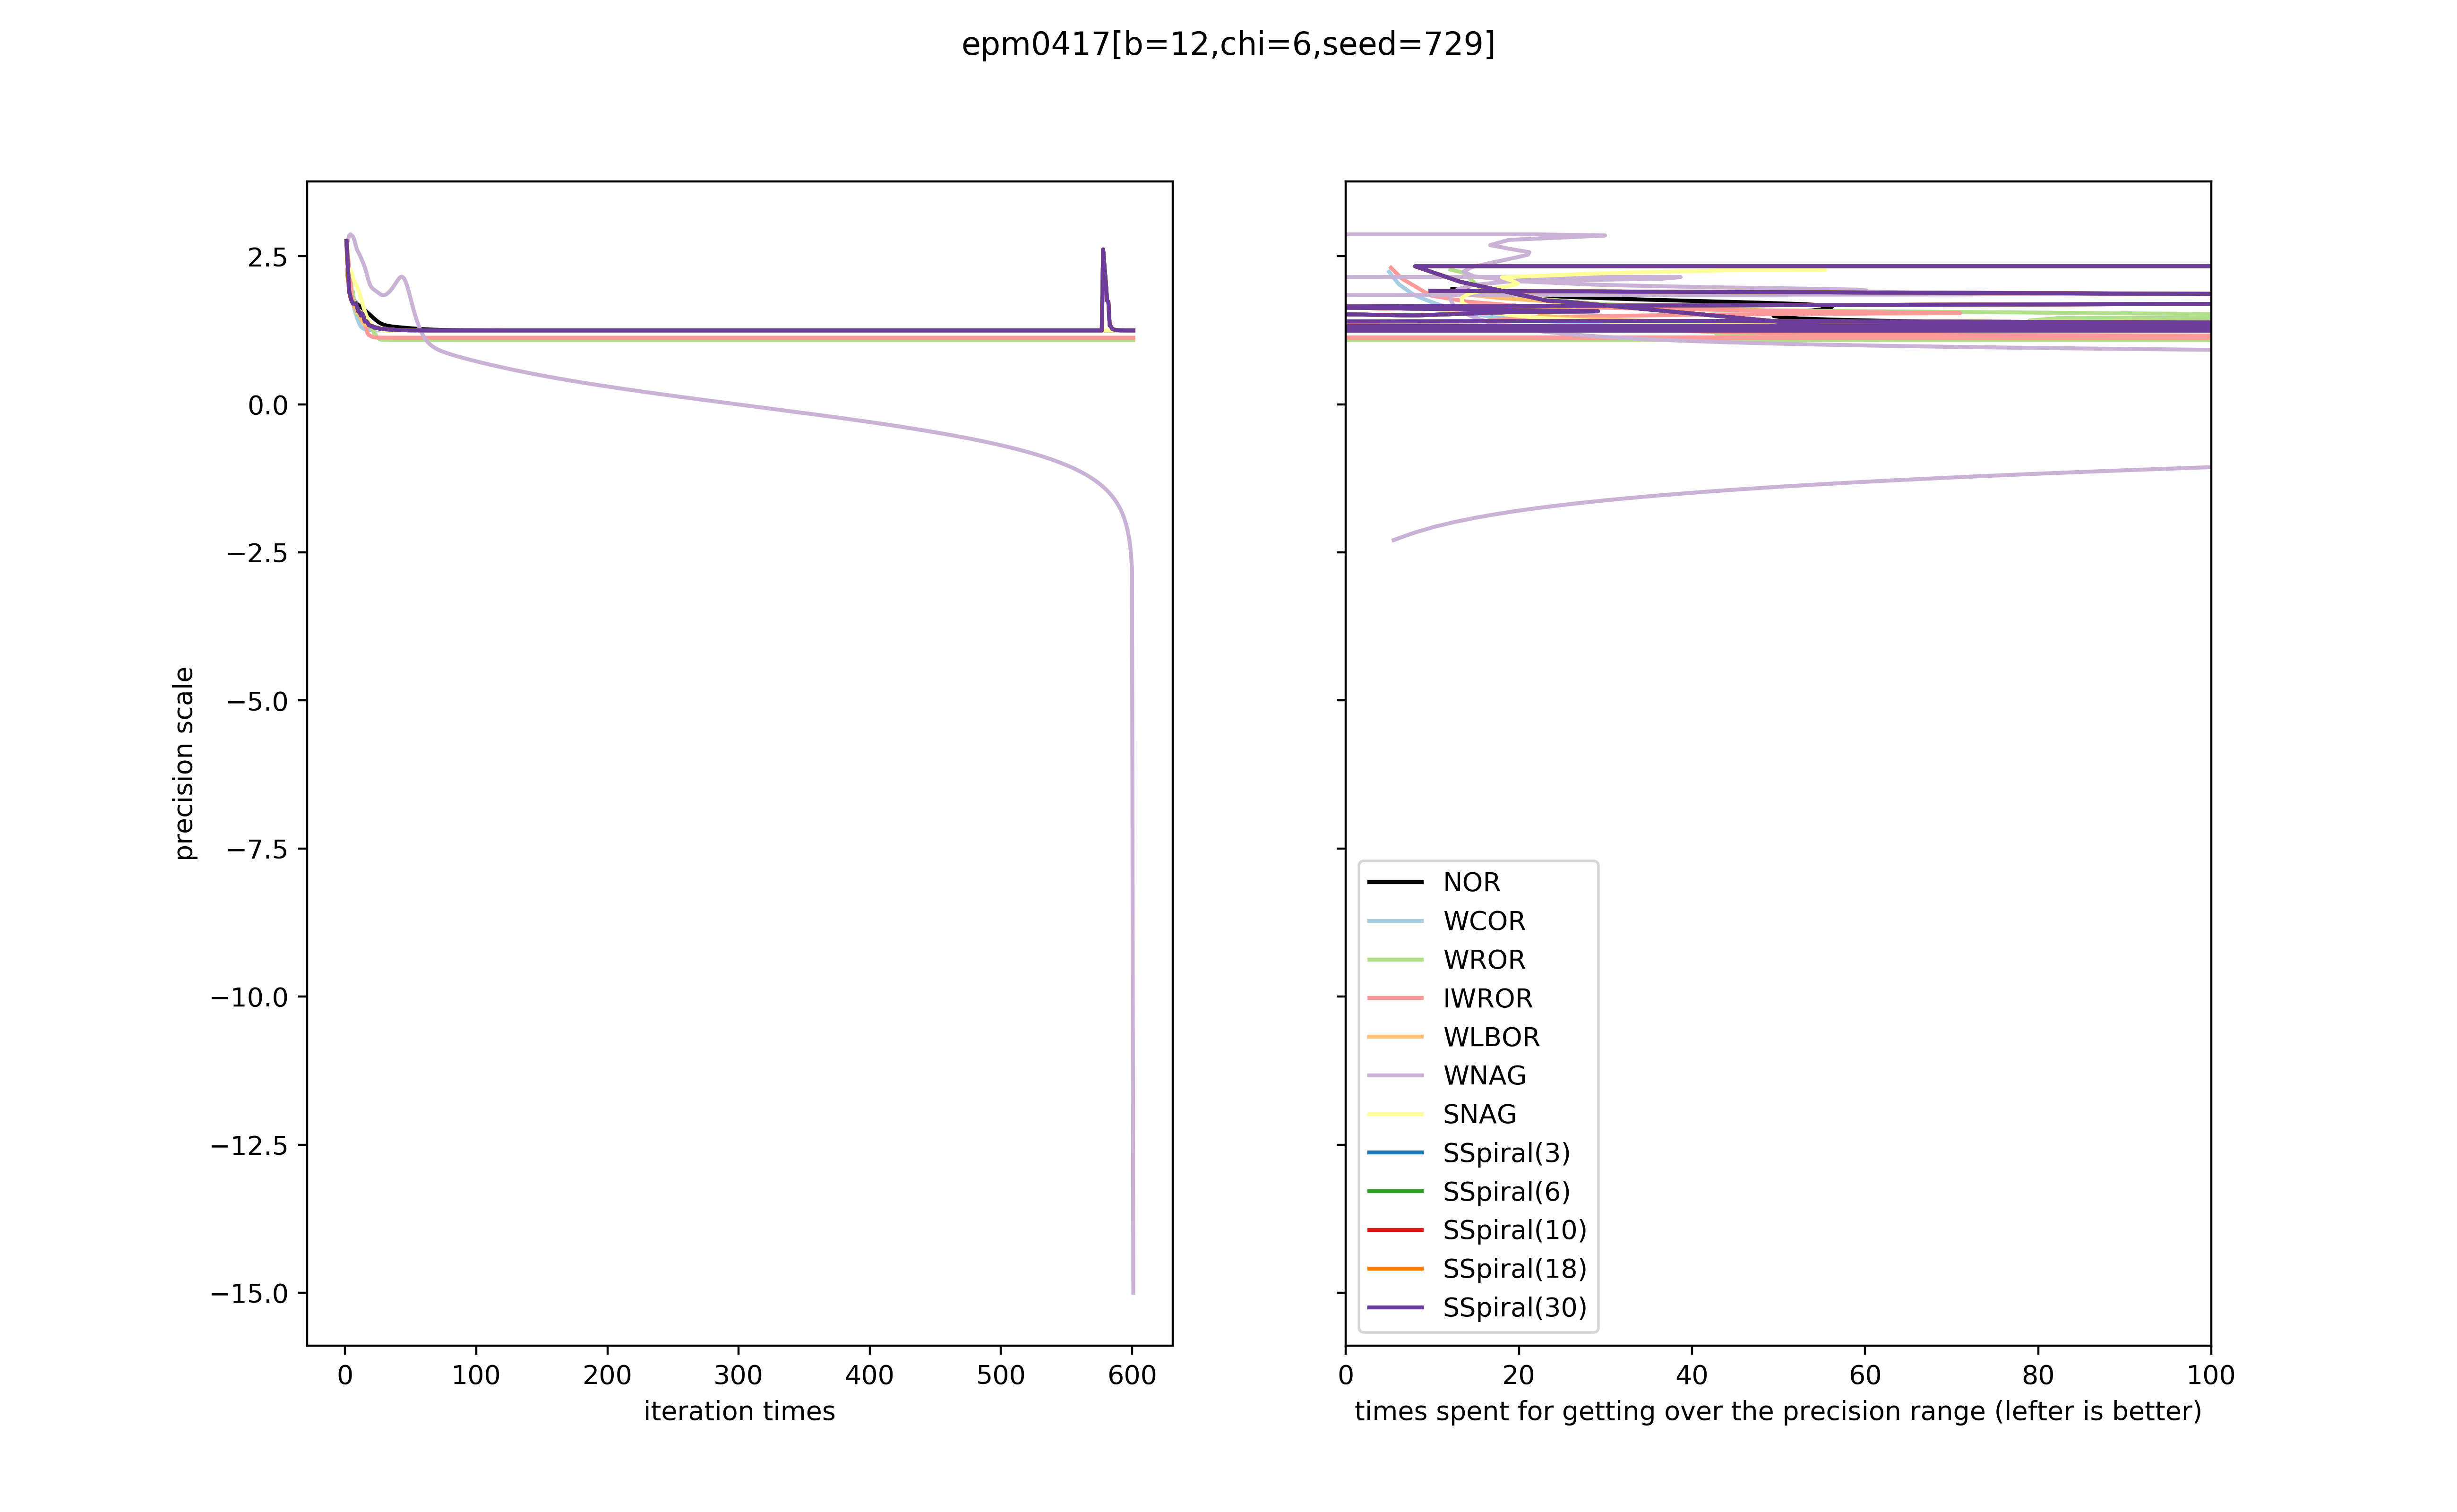 epm0417[b=12,chi=6,seed=729]
precision scale
2.5
0.0
−2.5
−5.0
−7.5
−10.0
−12.5
−15.0
0 100 200 300 400 500 600
iteration times
NOR
WCOR
WROR
IWROR
WLBOR
WNAG
SNAG
SSpiral(3)
SSpiral(6)
SSpiral(10)
SSpiral(18)
SSpiral(30)
0 20 40 60 80 100
times spent for getting over the precision range (lefter is better)